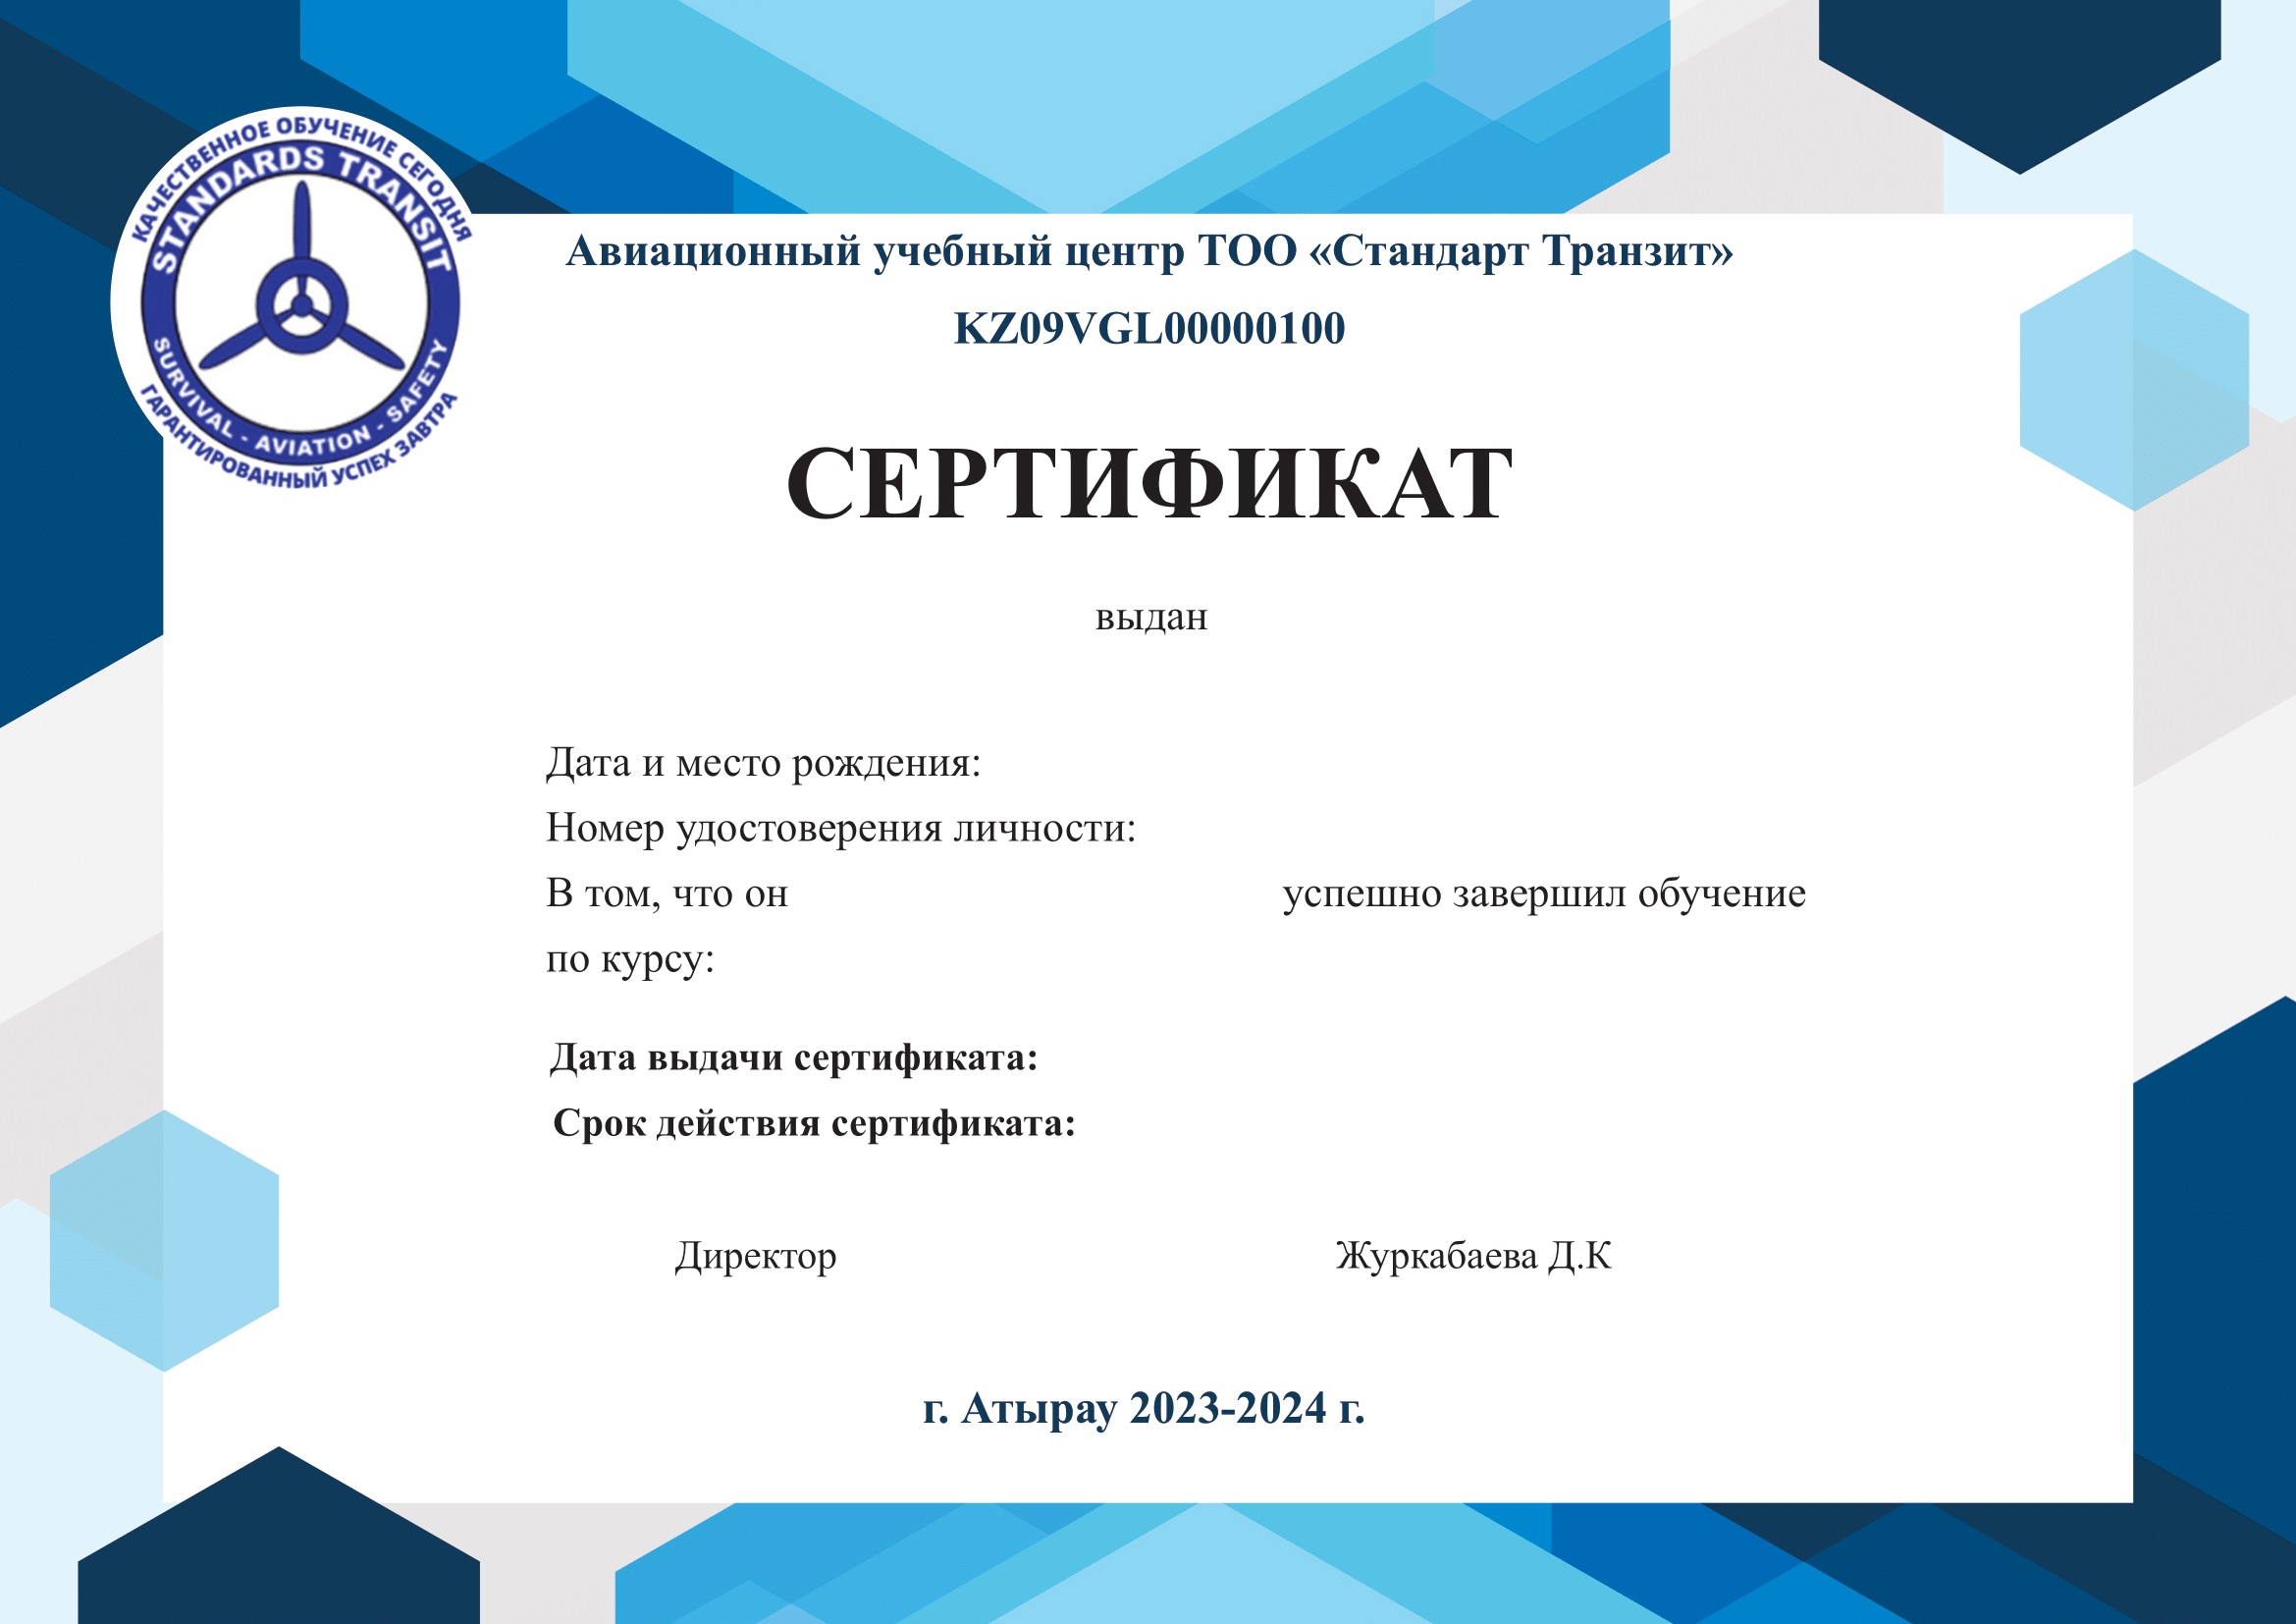 КАЧЕСТВЕННОЕ ОБУЧЕНИЕ СЕГОДНЯ
STANDARDS TRANSIT
SURVIVAL - AVIATION - SAFETY
ГАРАНТИРОВАННЫЙ УСПЕХ ЗАВТРА
Авиационный учебный центр ТОО «Стандарт Транзит»
KZ09VGL00000100
СЕРТИФИКАТ
выдан
Дата и место рождения:
Номер удостоверения личности:
В том, что он успешно завершил обучение
по курсу:
Дата выдачи сертификата:
Срок действия сертификата:
Директор Журкабаева Д.К
г. Атырау 2023-2024 г.